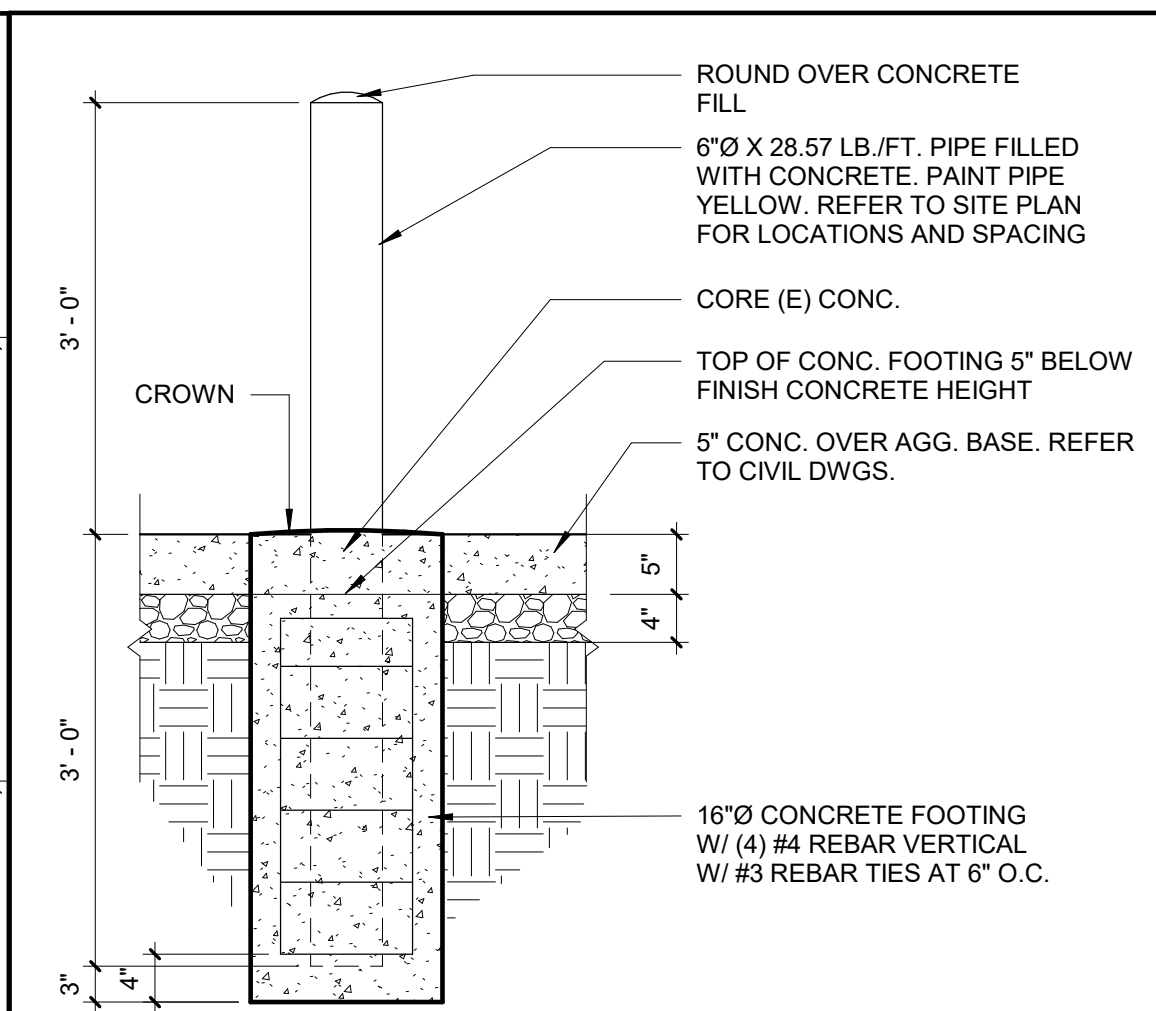 ROUND OVER CONCRETE
FILL
6"Ø X 28.57 LB./FT. PIPE FILLED
WITH CONCRETE. PAINT PIPE
YELLOW. REFER TO SITE PLAN
FOR LOCATIONS AND SPACING
CORE (E) CONC.
TOP OF CONC. FOOTING 5" BELOW
FINISH CONCRETE HEIGHT
5" CONC. OVER AGG. BASE. REFER
TO CIVIL DWGS.
16"Ø CONCRETE FOOTING
W/ (4) #4 REBAR VERTICAL
W/ #3 REBAR TIES AT 6" O.C.
CROWN
3' - 0"
3' - 0"
3"
4"
5"
4"